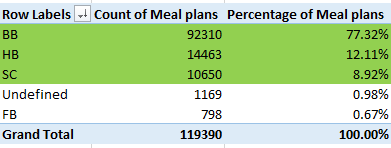 Row Labels Count of Meal plans Percentage of Meal plans
BB 92310 77.32%
HB 14463 12.11%
SC 10650 8.92%
Undefined 1169 0.98%
FB 798 0.67%
Grand Total 119390 100.00%